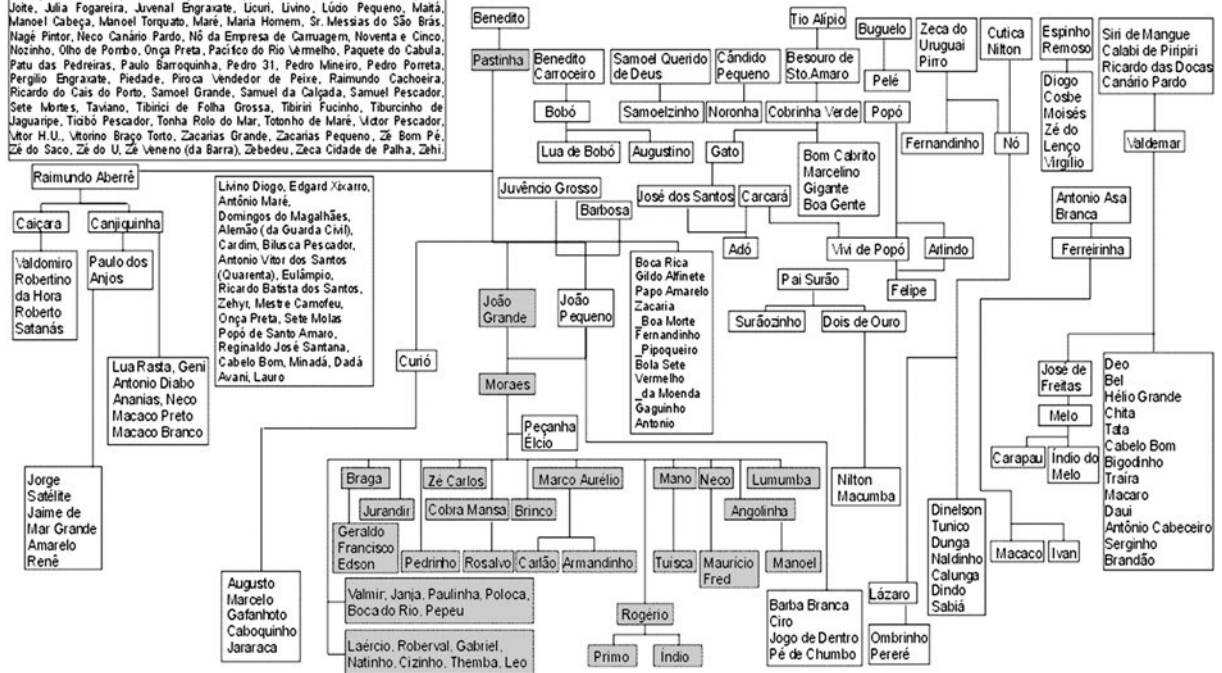 Joite, Julia Fogareira, Juvenal Engraxate, Licuri, Livino, Lúcio Pequeno, Maitá,
Manoel Cabeça, Manoel Torquato, Maré, Maria Homem, Sr. Messias do São Brás,
Nagé Pintor, Neco Canário Pardo, Nô da Empresa de Carruagem, Noventa e Cinco,
Nozinho, Olho de Pombo, Onça Preta, Pacífico do Rio Vermelho, Paquete do Cabula,
Patu das Pedreiras, Paulo Barroquinha, Pedro 31, Pedro Mineiro, Pedro Porreta,
Pergilio Engraxate, Piedade, Piroca Vendedor de Peixe, Raimundo Cachoeira,
Ricardo do Cais do Porto, Samoel Grande, Samuel da Calçada, Samuel Pescador,
Sete Mortes, Taviano, Tibirici de Folha Grossa, Tibiriri Fucinho, Tiburcinho de
Jaguaripe, Ticibó Pescador, Tonha Rolo do Mar, Totonho de Maré, Victor Pescador,
Vitor H.U., Vitorino Braço Torto, Zacarias Grande, Zacarias Pequeno, Zé Bom Pé,
Zé do Saco, Zé do U, Zé Veneno (da Barra), Zebedeu, Zeca Cidade de Palha, Zehi.
Benedito
Pastinha
Benedito
Carroceiro
Samoel Querido
de Deus
Cândido
Pequeno
Tio Alípio
Besouro de
Sto.Amaro
Buguelo
Pelé
Zeca do
Uruguai
Pirro
Cutica
Nilton
Espinho
Remoso
Siri de Mangue
Calabi de Piripíri
Ricardo das Docas
Canário Pardo
Bobó
Samoelzinho
Noronha
Cobrinha Verde
Popó
Fernandinho
Nó
Diogo
Cosbe
Moisés
Zé do
Lenço
Virgílio
Valdemar
Lua de Bobó
Augustino
Gato
Bom Cabrito
Marcelino
Gigante
Boa Gente
Raimundo Aberrê
Caiçara
Canjiquinha
Valdomiro
Robertino
da Hora
Roberto
Satanás
Paulo dos
Anjos
Lua Rasta, Geni
Antonio Diabo
Ananias, Neco
Macaco Preto
Macaco Branco
Jorge
Satélite
Jaime de
Mar Grande
Amarelo
Renê
Livino Diogo, Edgard Xixarro,
Antônio Maré,
Domingos do Magalhães,
Alemão (da Guarda Civil),
Cardim, Bilusca Pescador,
Antonio Vitor dos Santos
(Quarenta), Eulâmpio,
Ricardo Batista dos Santos,
Zehyr, Mestre Camofeu,
Onça Preta, Sete Molas
Popó de Santo Amaro,
Reginaldo José Santana,
Cabelo Bom, Minadá, Dadá
Avani, Lauro
Juvêncio Grosso
Barbosa
José dos Santos
Carcará
Adó
Vivi de Popó
Arlindo
Felipe
Antonio Asa
Branca
Ferreirinha
João
Grande
João
Pequeno
Boca Rica
Gildo Alfinete
Papo Amarelo
Zacaria
_Boa Morte
Fernandinho
_Pipoqueiro
Bola Sete
Vermelho
_da Moenda
Gaguinho
Antonio
Pai Surão
Surãozinho
Dois de Ouro
Curió
Moraes
Peçanha
Élcio
José de
Freitas
Melo
Carapau
Índio do
Melo
Deo
Bel
Hélio Grande
Chita
Tata
Cabelo Bom
Bigodinho
Traíra
Macaro
Daui
Antônio Cabeceiro
Serginho
Brandão
Braga
Jurandir
Zé Carlos
Cobra Mansa
Marco Aurélio
Brinco
Mano
Neco
Lumumba
Angolinha
Geraldo
Francisco
Edson
Pedrinho
Rosalvo
Carlão
Armandinho
Tuísca
Maurício
Fred
Manoel
Nilton
Macumba
Dinelson
Tunico
Dunga
Naldinho
Calunga
Dindo
Sabiá
Macaco
Ivan
Augusto
Marcelo
Gafanhoto
Caboquinho
Jararaca
Valmir, Janja, Paulinha, Poloca,
Boca do Rio, Pepeu
Laércio, Roberval, Gabriel,
Natinho, Cizinho, Themba, Leo
Rogério
Primo
Índio
Barba Branca
Ciro
Jogo de Dentro
Pé de Chumbo
Lázaro
Ombrinho
Pereré